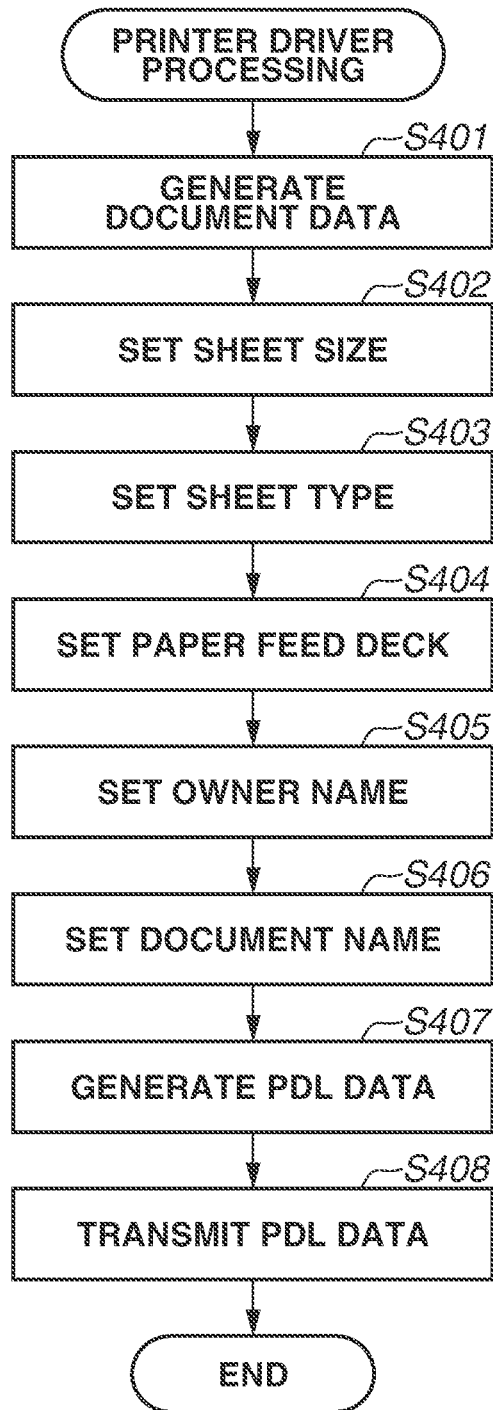 PRINTER DRIVER
PROCESSING
S401
GENERATE
DOCUMENT DATA
S402
SET SHEET SIZE
S403
SET SHEET TYPE
S404
SET PAPER FEED DECK
S405
SET OWNER NAME
S406
SET DOCUMENT NAME
S407
GENERATE PDL DATA
S408
TRANSMIT PDL DATA
END